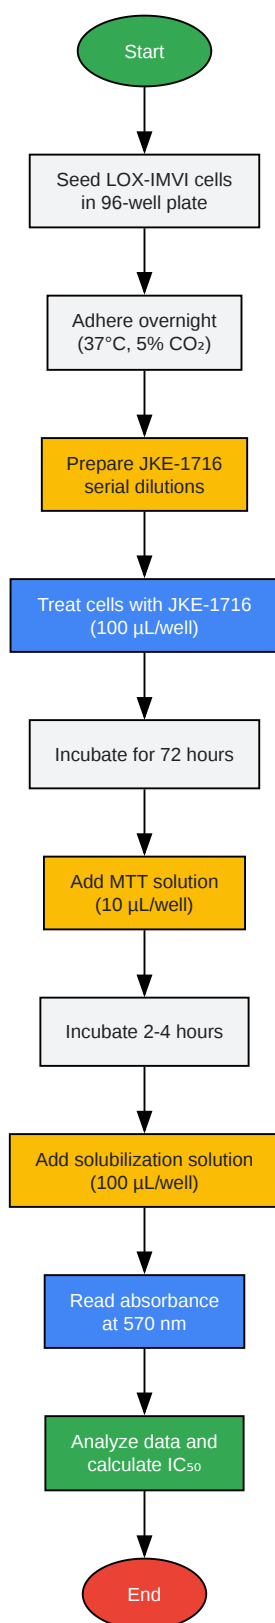 Start
Seed LOX-IMVI cells
in 96-well plate
Adhere overnight
(37°C, 5% CO₂)
Prepare JKE-1716
serial dilutions
Treat cells with JKE-1716
(100 µL/well)
Incubate for 72 hours
Add MTT solution
(10 µL/well)
Incubate 2-4 hours
Add solubilization solution
(100 µL/well)
Read absorbance
at 570 nm
Analyze data and
calculate IC₅₀
End